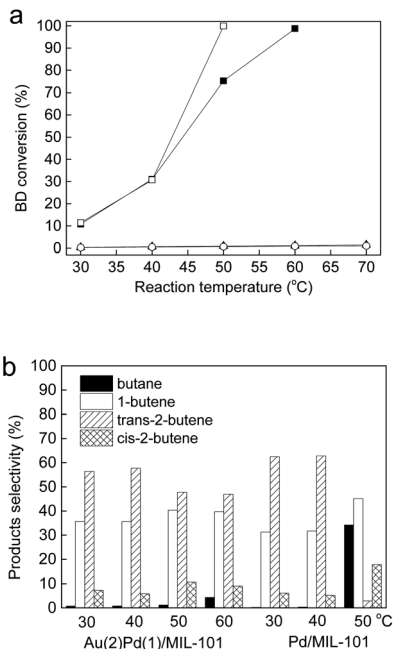 a
100
90
80
70
60
50
40
30
20
10
0
BD conversion (%)
30 35 40 45 50 55 60 65 70
Reaction temperature (°C)
b
100
90
80
70
60
50
40
30
20
10
0
Products selectivity (%)
butane
1-butene
trans-2-butene
cis-2-butene
30 40 50 60 30 40 50 °C
Au(2)Pd(1)/MIL-101 Pd/MIL-101